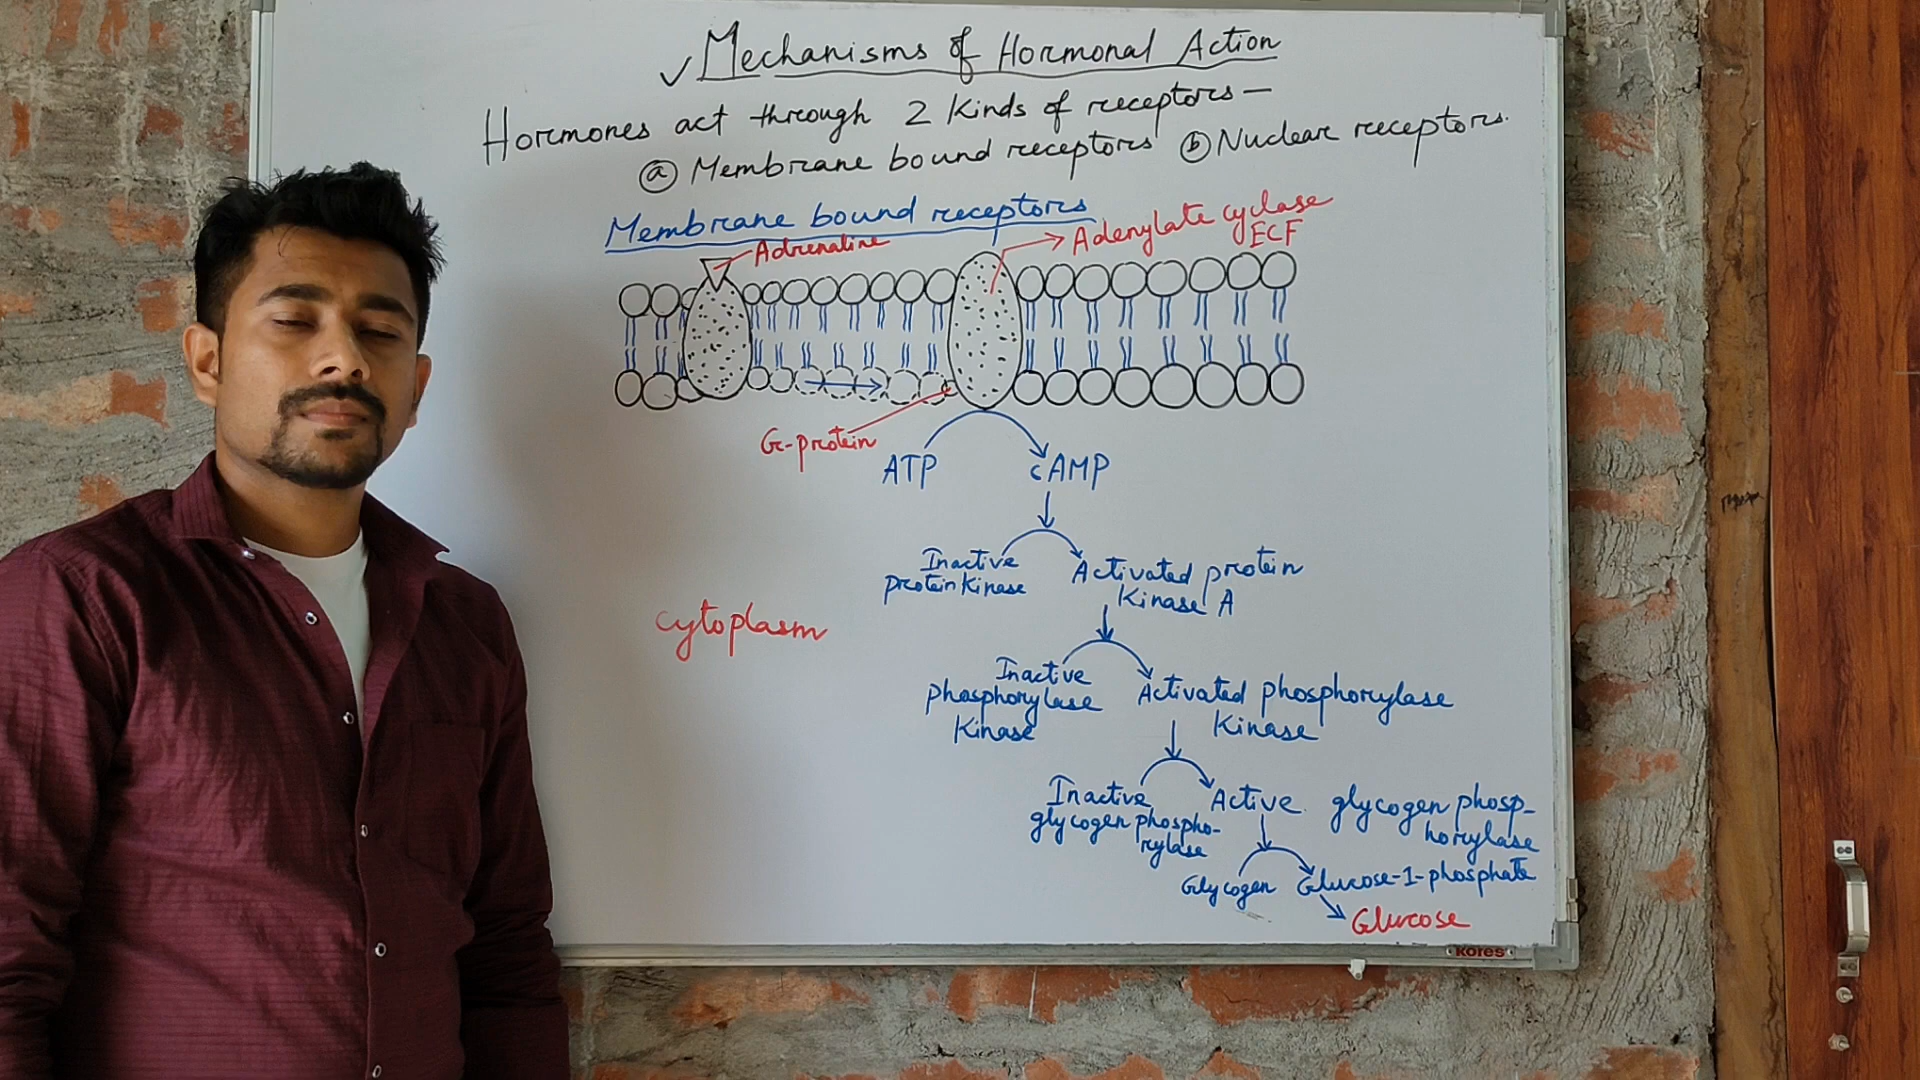 ✓ Mechanisms of Hormonal Action
Hormones act through 2 kinds of receptors —
ⓐ Membrane bound receptors ⓑ Nuclear receptors.
Membrane bound receptors
Adrenaline
Adenylate cyclase
ECF
G-protein
ATP
cAMP
Inactive
protein kinase
Activated protein
kinase A
cytoplasm
Inactive
phosphorylase
kinase
Activated phosphorylase
kinase
Inactive
glycogen phospho-
rylase
Active glycogen phosp-
horylase
Glycogen
Glucose-1-phosphate
Glucose
kores